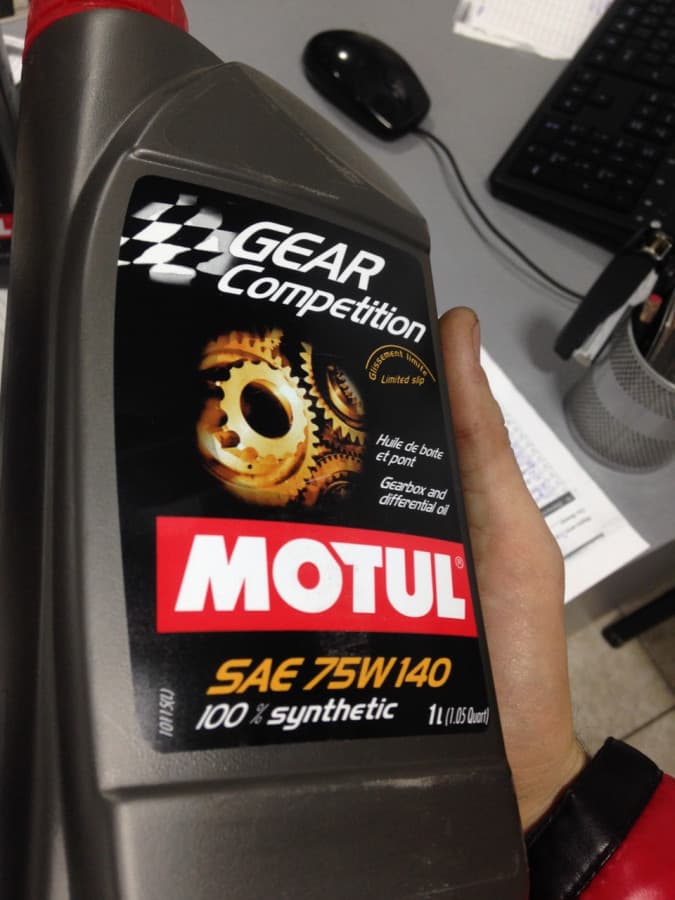 GEAR
Competition
Glissement limité
Limited slip
Huile de boîte
et pont
Gearbox and
differential oil
MOTUL®
SAE 75W140
100 % synthetic
1L (1.05 Quart)